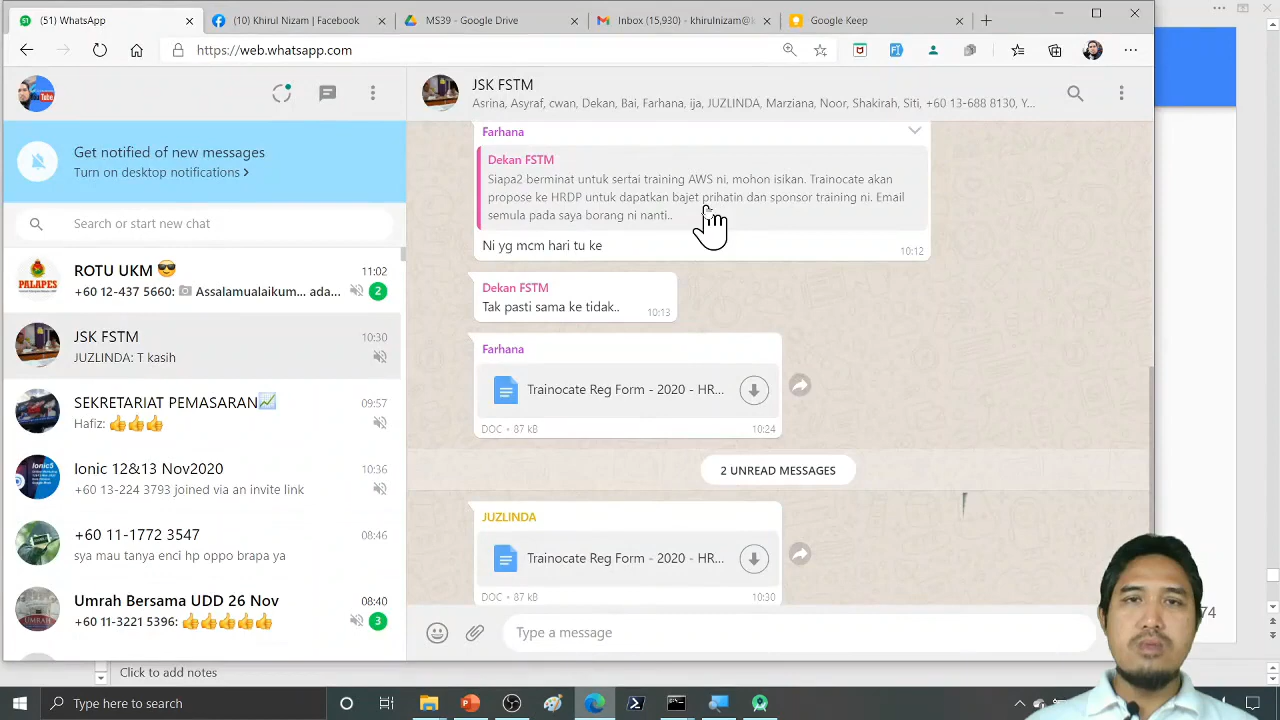 (51) WhatsApp
(10) Khirul Nizam | Facebook
MS39 - Google Drive
Inbox (15,930) - khirulnizam@
Google Keep
https://web.whatsapp.com
JSK FSTM
Asrina, Asyraf, cwan, Dekan, Bai, Farhana, ija, JUZLINDA, Marziana, Noor, Shakirah, Siti, +60 13-688 8130, Y...
Get notified of new messages
Turn on desktop notifications >
Search or start new chat
ROTU UKM 😎
11:02
+60 12-437 5660: 📷 Assalamualaikum... ada...
2
JSK FSTM
10:30
JUZLINDA: T kasih
SEKRETARIAT PEMASARAN📈
09:57
Hafiz: 👍👍👍
Ionic 12&13 Nov2020
10:36
+60 13-224 3793 joined via an invite link
+60 11-1772 3547
08:46
sya mau tanya enci hp oppo brapa ya
Umrah Bersama UDD 26 Nov
08:40
+60 11-3221 5396: 👍👍👍👍👍
3
PALAPES
Farhana
Dekan FSTM
Siapa2 berminat untuk sertai training AWS ni, mohon isikan. Trainocate akan
propose ke HRDP untuk dapatkan bajet prihatin dan sponsor training ni. Email
semula pada saya borang ni nanti..
Ni yg mcm hari tu ke
10:12
Dekan FSTM
Tak pasti sama ke tidak..
10:13
Farhana
Trainocate Reg Form - 2020 - HR...
DOC • 87 kB
10:24
2 UNREAD MESSAGES
JUZLINDA
Trainocate Reg Form - 2020 - HR...
DOC • 87 kB
10:30
Type a message
74
Click to add notes
Type here to search